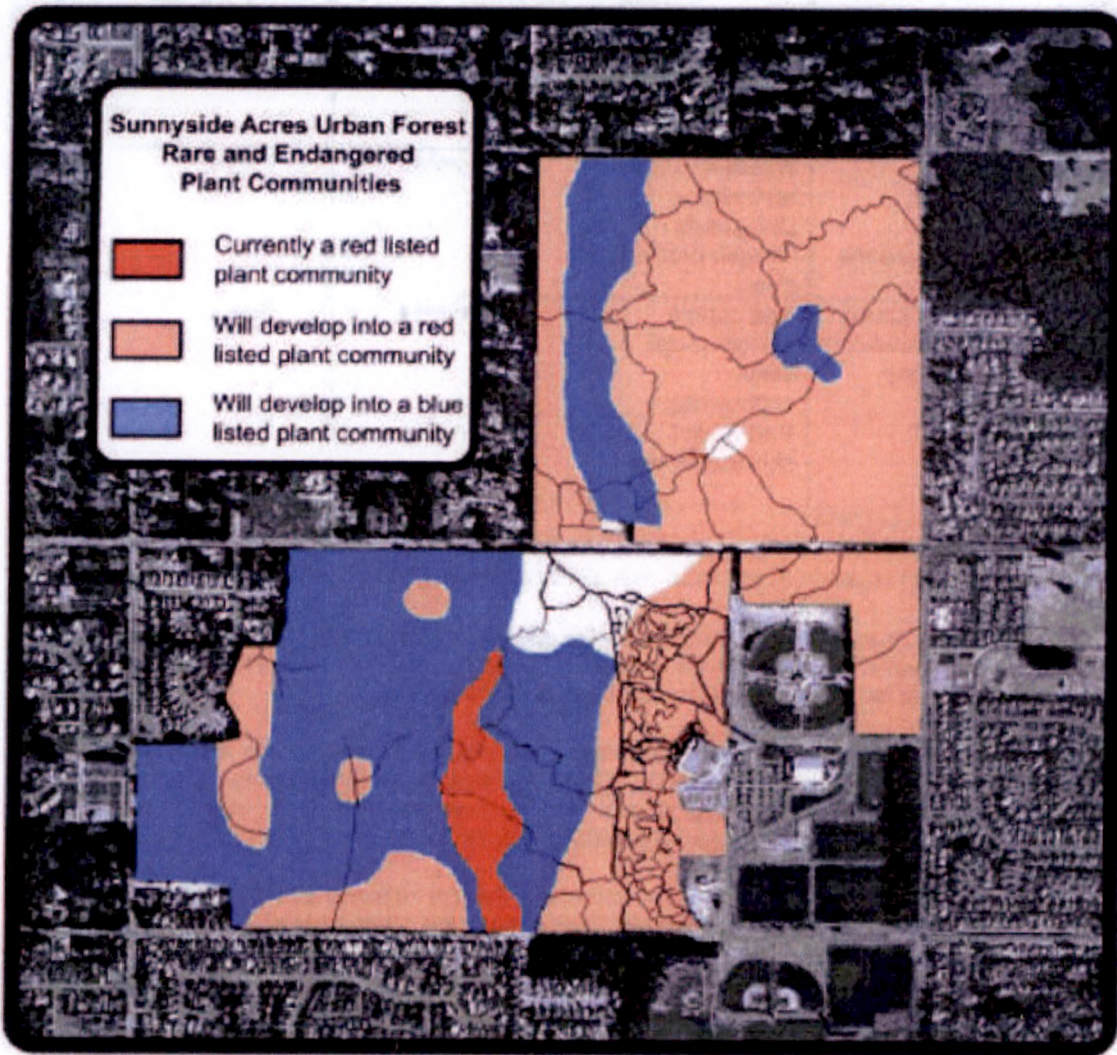 Sunnyside Acres Urban Forest
Rare and Endangered
Plant Communities
Currently a red listed
plant community
Will develop into a red
listed plant community
Will develop into a blue
listed plant community